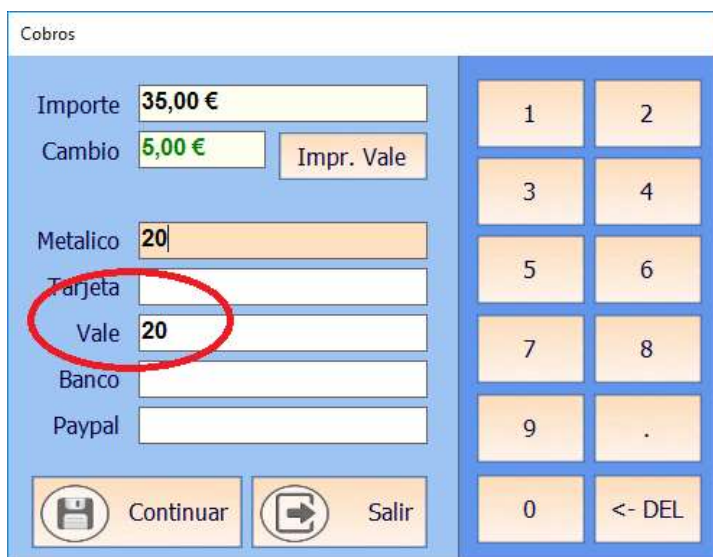 Cobros
Importe 35,00 €
Cambio 5,00 € Impr. Vale
Metalico 20
Tarjeta
Vale 20
Banco
Paypal
Continuar Salir
1 2
3 4
5 6
7 8
9 .
0 <- DEL